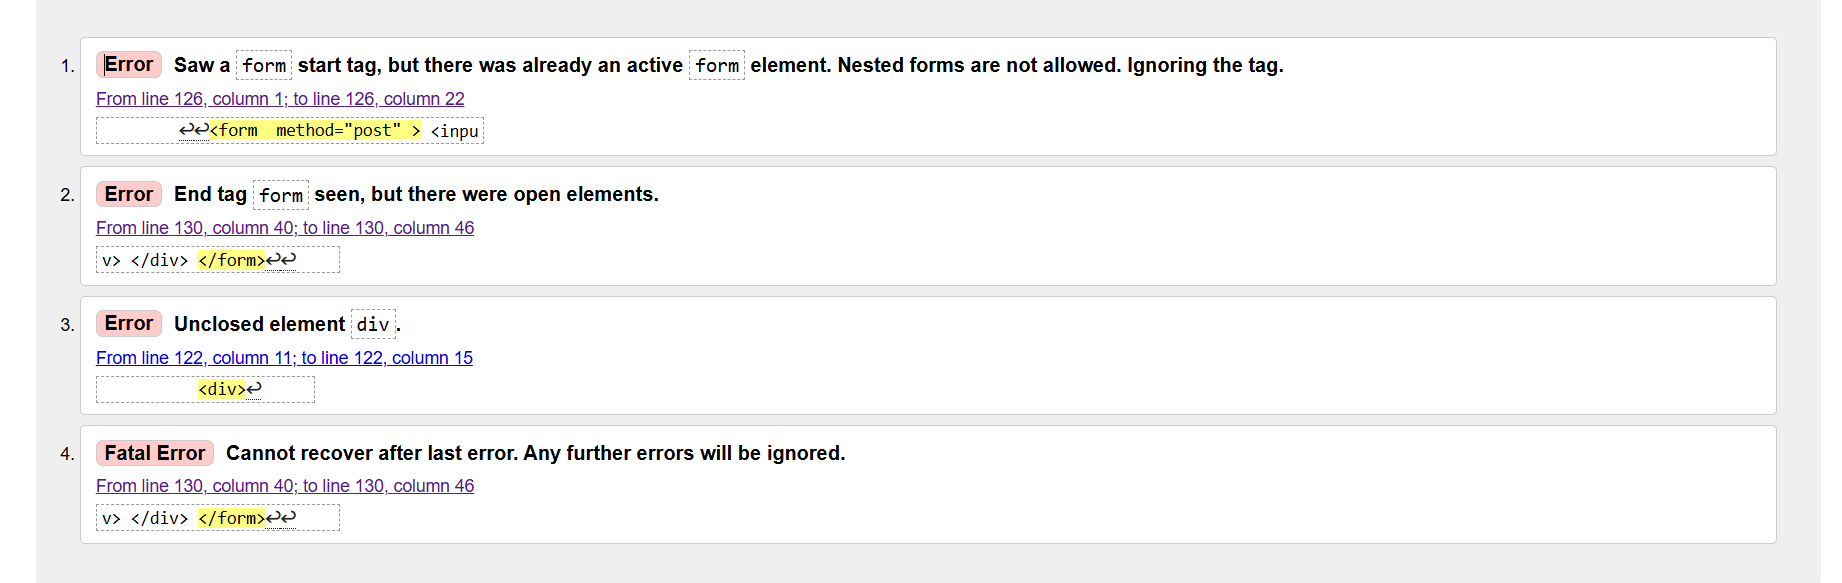 1. Error Saw a form start tag, but there was already an active form element. Nested forms are not allowed. Ignoring the tag.
From line 126, column 1; to line 126, column 22
↩↩<form  method="post" > <inpu
2. Error End tag form seen, but there were open elements.
From line 130, column 40; to line 130, column 46
v> </div> </form>↩↩
3. Error Unclosed element div.
From line 122, column 11; to line 122, column 15
<div>↩
4. Fatal Error Cannot recover after last error. Any further errors will be ignored.
From line 130, column 40; to line 130, column 46
v> </div> </form>↩↩